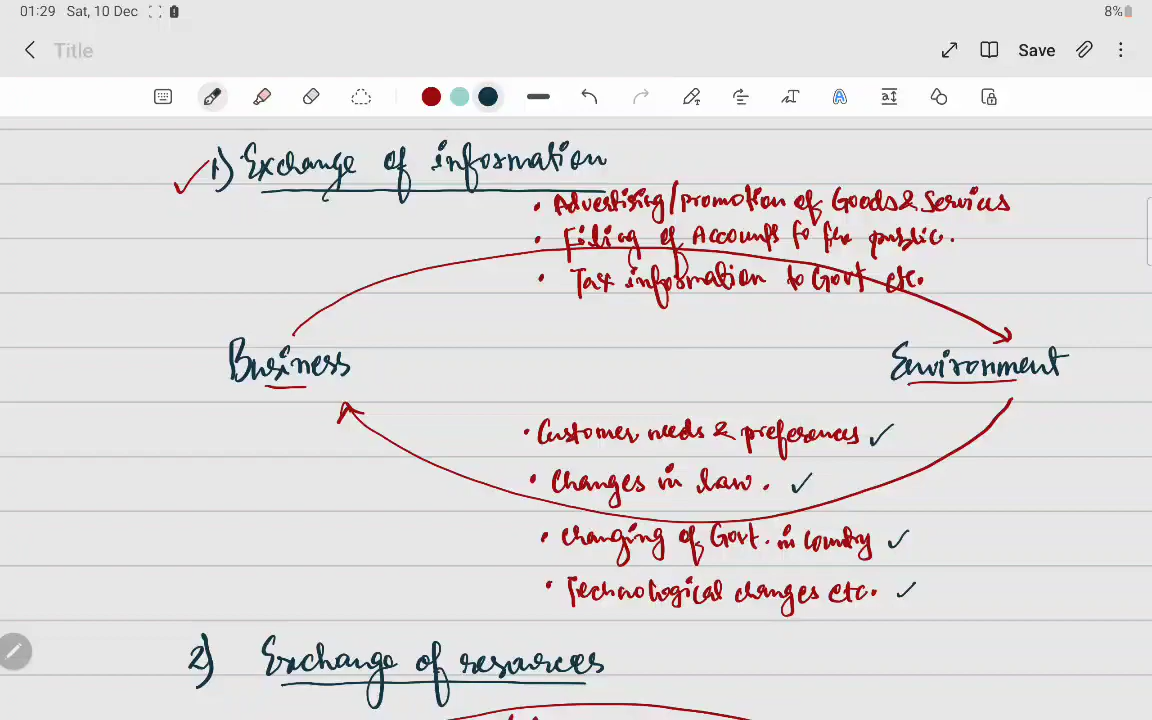 01:29 Sat, 10 Dec 8%
Title Save
1) Exchange of information
• Advertising/promotion of Goods & Services
• Filing of Accounts to the public.
• Tax information to Govt etc.
Business Environment
• Customer needs & preferences ✓
• Changes in law. ✓
• Changing of Govt. in country ✓
• Technological changes etc. ✓
2) Exchange of resources